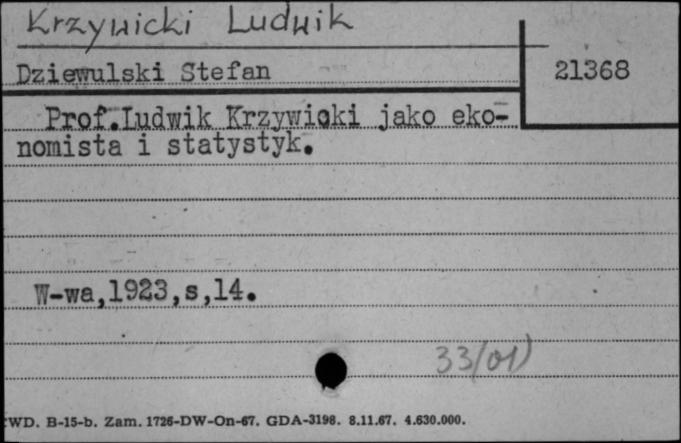 Krzywicki Ludwik
Dziewulski Stefan
21368
Prof.Ludwik Krzywicki jako eko-
nomista i statystyk.
W-wa,1923,s,14.
33/01)
WD. B-15-b. Zam. 1726-DW-On-67. GDA-3198. 8.11.67. 4.630.000.